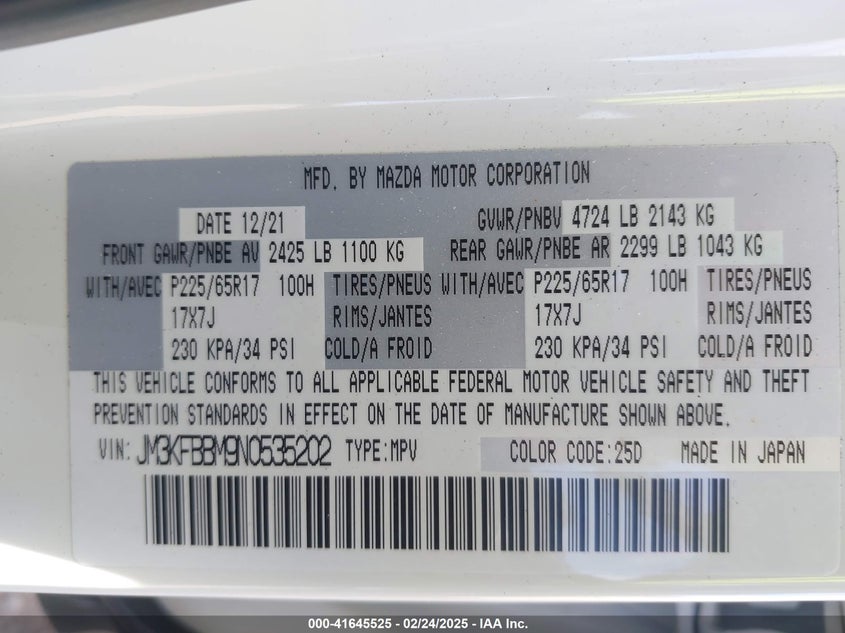 MFD. BY MAZDA MOTOR CORPORATION
DATE 12/21 GVWR/PNBV 4724 LB 2143 KG
FRONT GAWR/PNBE AV 2425 LB 1100 KG REAR GAWR/PNBE AR 2299 LB 1043 KG
WITH/AVEC P225/65R17 100H TIRES/PNEUS WITH/AVEC P225/65R17 100H TIRES/PNEUS
17X7J RIMS/JANTES 17X7J RIMS/JANTES
230 KPA/34 PSI COLD/A FROID 230 KPA/34 PSI COLD/A FROID
THIS VEHICLE CONFORMS TO ALL APPLICABLE FEDERAL MOTOR VEHICLE SAFETY AND THEFT
PREVENTION STANDARDS IN EFFECT ON THE DATE OF MANUFACTURE SHOWN ABOVE.
VIN: JM3KFBBM9N0535202 TYPE:MPV COLOR CODE:25D MADE IN JAPAN
000-41645525 - 02/24/2025 - IAA Inc.